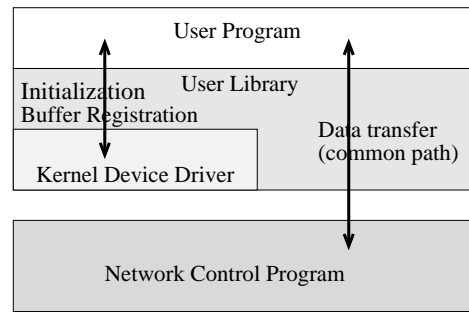 User Program
User Library
Initialization
Buffer Registration
Data transfer
(common path)
Kernel Device Driver
Network Control Program